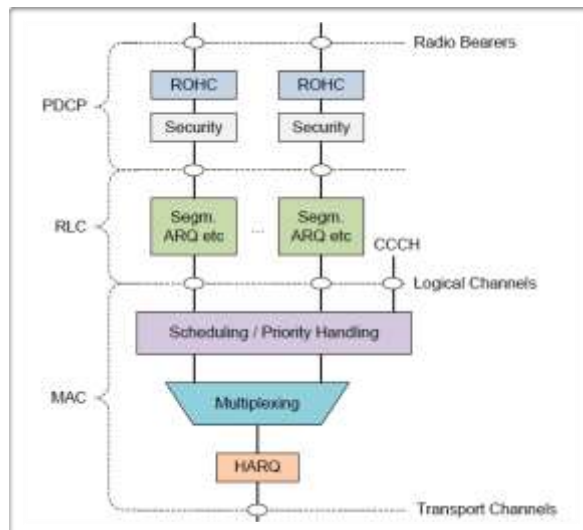 Radio Bearers
ROHC
ROHC
PDCP
Security
Security
Segm.
ARQ etc
...
Segm.
ARQ etc
RLC
CCCH
Logical Channels
Scheduling / Priority Handling
MAC
Multiplexing
HARQ
Transport Channels